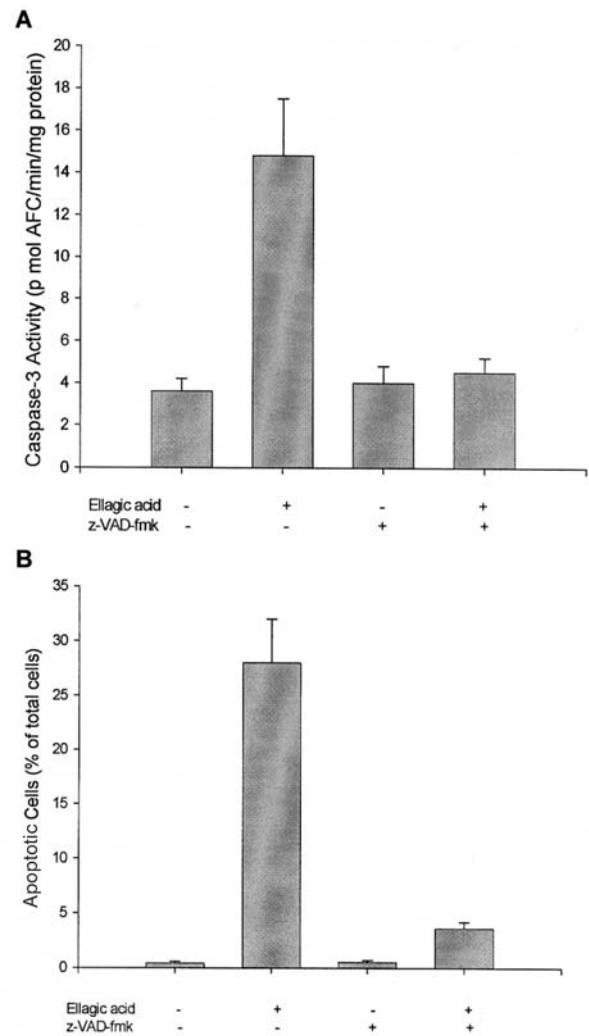 A
Caspase-3 Activity (p mol AFC/min/mg protein)
20
18
16
14
12
10
8
6
4
2
0
Ellagic acid - + - +
z-VAD-fmk - - + +
B
Apoptotic Cells (% of total cells)
35
30
25
20
15
10
5
0
Ellagic acid - + - +
z-VAD-fmk - - + +